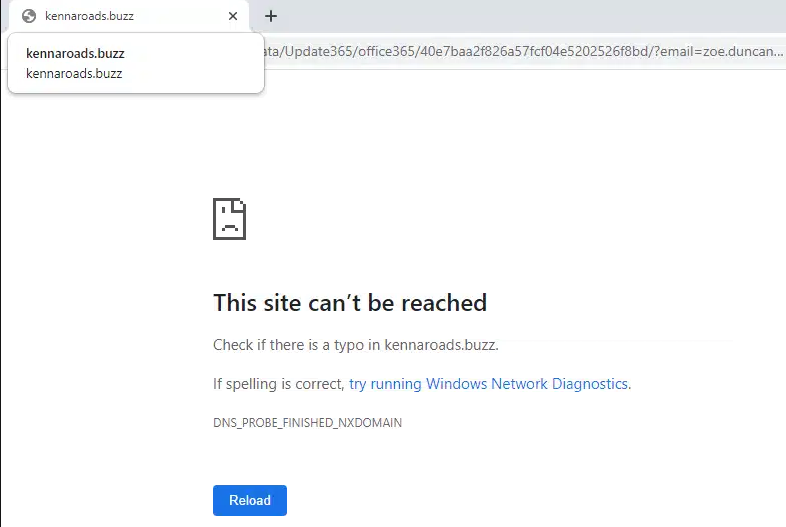 kennaroads.buzz
kennaroads.buzz
kennaroads.buzz
ata/Update365/office365/40e7baa2f826a57fcf04e5202526f8bd/?email=zoe.duncan...
This site can’t be reached
Check if there is a typo in kennaroads.buzz.
If spelling is correct, try running Windows Network Diagnostics.
DNS_PROBE_FINISHED_NXDOMAIN
Reload